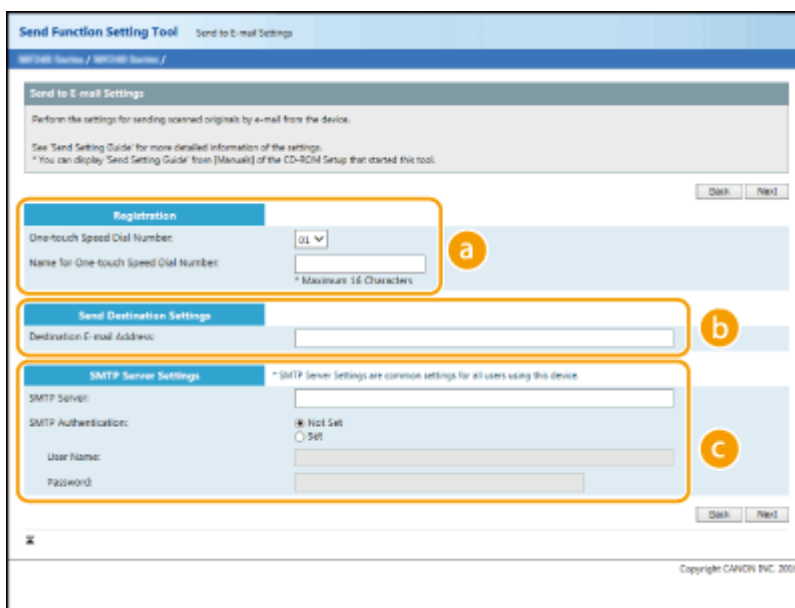 Send Function Setting Tool Send to E-mail Settings
Send to E-mail Settings
Perform the settings for sending scanned originals by e-mail from the device.
See 'Send Setting Guide' for more detailed information of the settings.
* You can display 'Send Setting Guide' from [Manuals] of the CD-ROM Setup that started this tool.
Back Next
Registration
One-touch Speed Dial Number:
01
Name for One-touch Speed Dial Number:
* Maximum 16 Characters
a
Send Destination Settings
Destination E-mail Address:
b
SMTP Server Settings * SMTP Server Settings are common settings for all users using this device.
SMTP Server:
SMTP Authentication:
Not Set
Set
User Name:
Password:
c
Back Next
Copyright CANON INC.